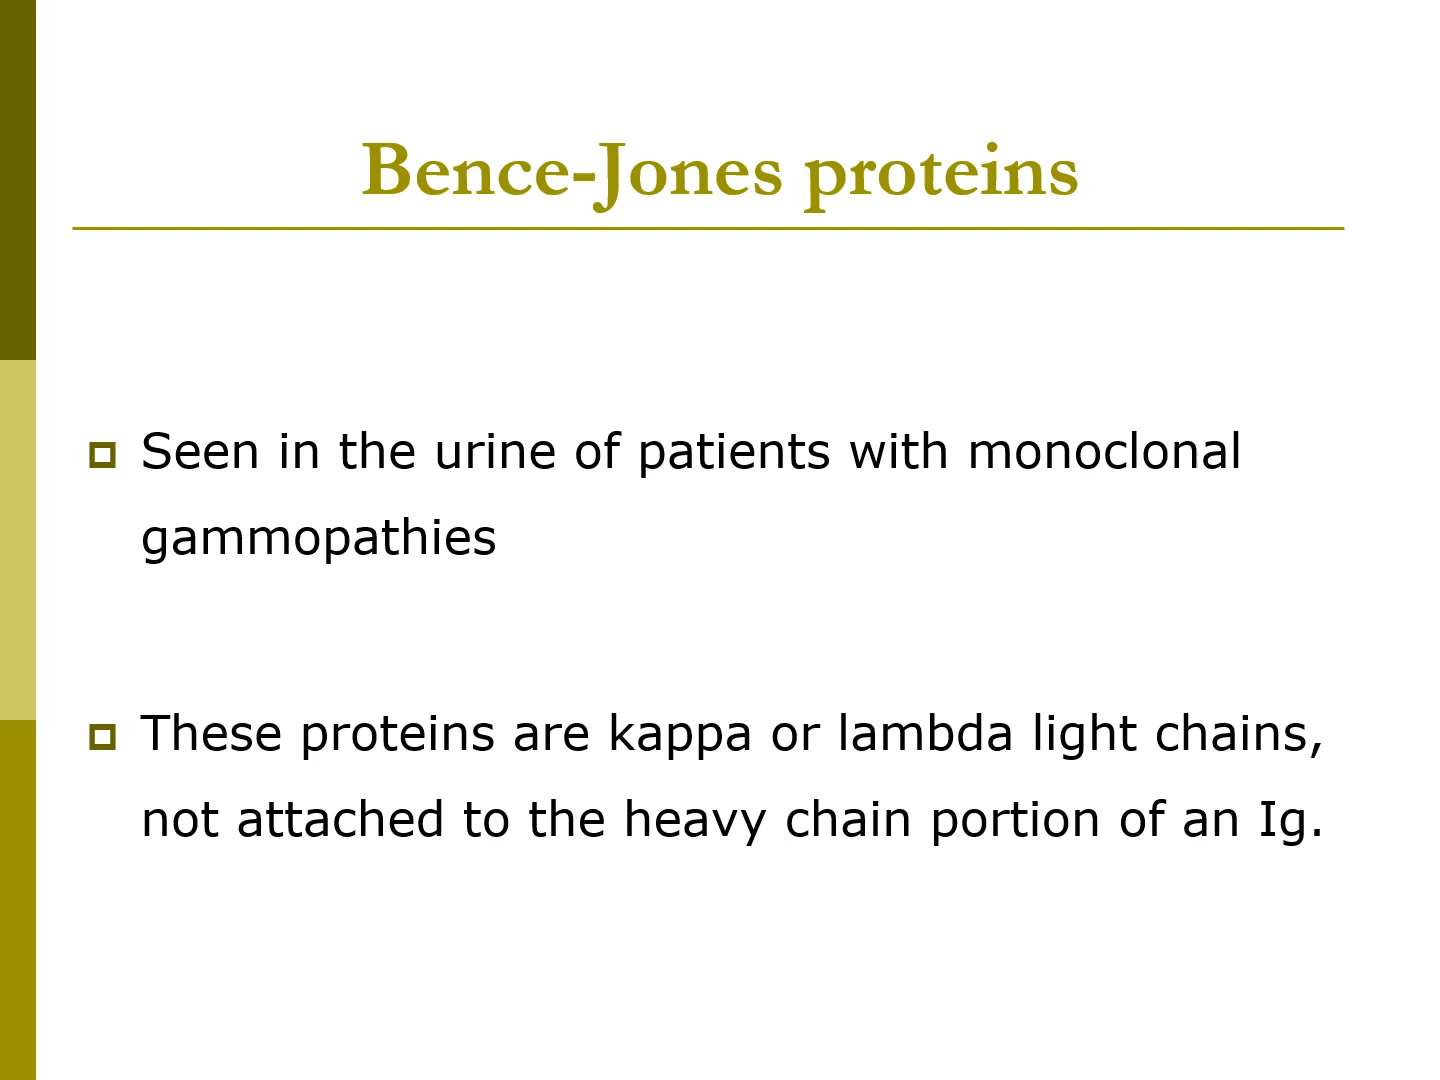 Bence-Jones proteins
Seen in the urine of patients with monoclonal
gammopathies
These proteins are kappa or lambda light chains,
not attached to the heavy chain portion of an Ig.